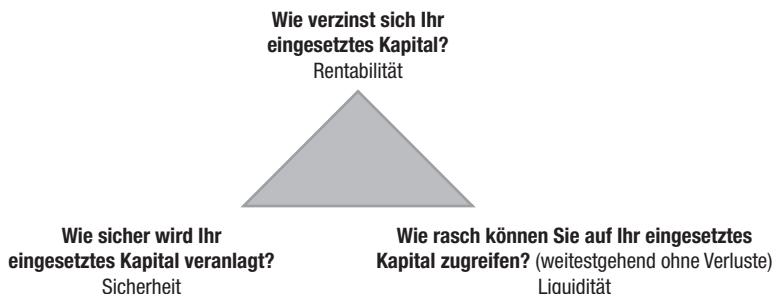 Wie verzinst sich Ihr
eingesetztes Kapital?
Rentabilität
Wie sicher wird Ihr
eingesetztes Kapital veranlagt?
Sicherheit
Wie rasch können Sie auf Ihr eingesetztes
Kapital zugreifen? (weitestgehend ohne Verluste)
Liquidität